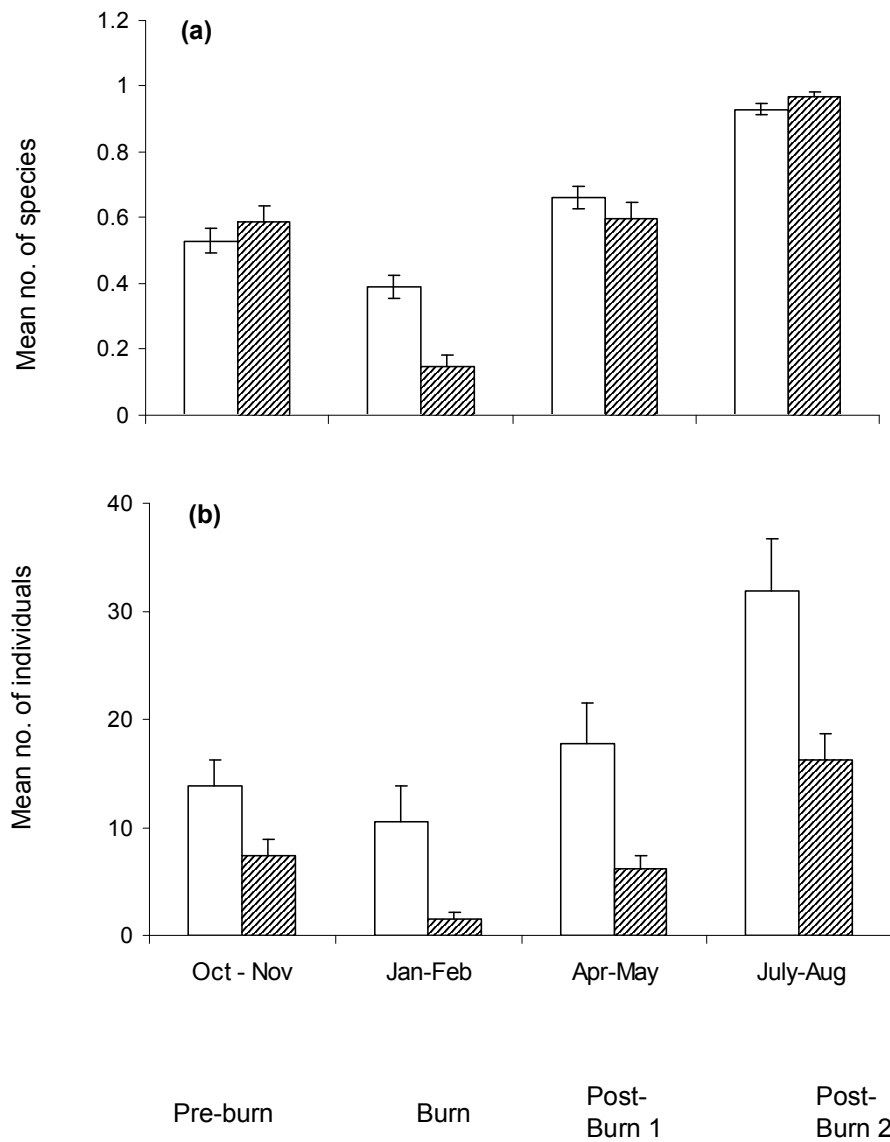 (a)
Mean no. of species
1.2
1
0.8
0.6
0.4
0.2
0
(b)
Mean no. of individuals
40
30
20
10
0
Oct - Nov Jan-Feb Apr-May July-Aug
Pre-burn Burn Post-Burn 1 Post-Burn 2